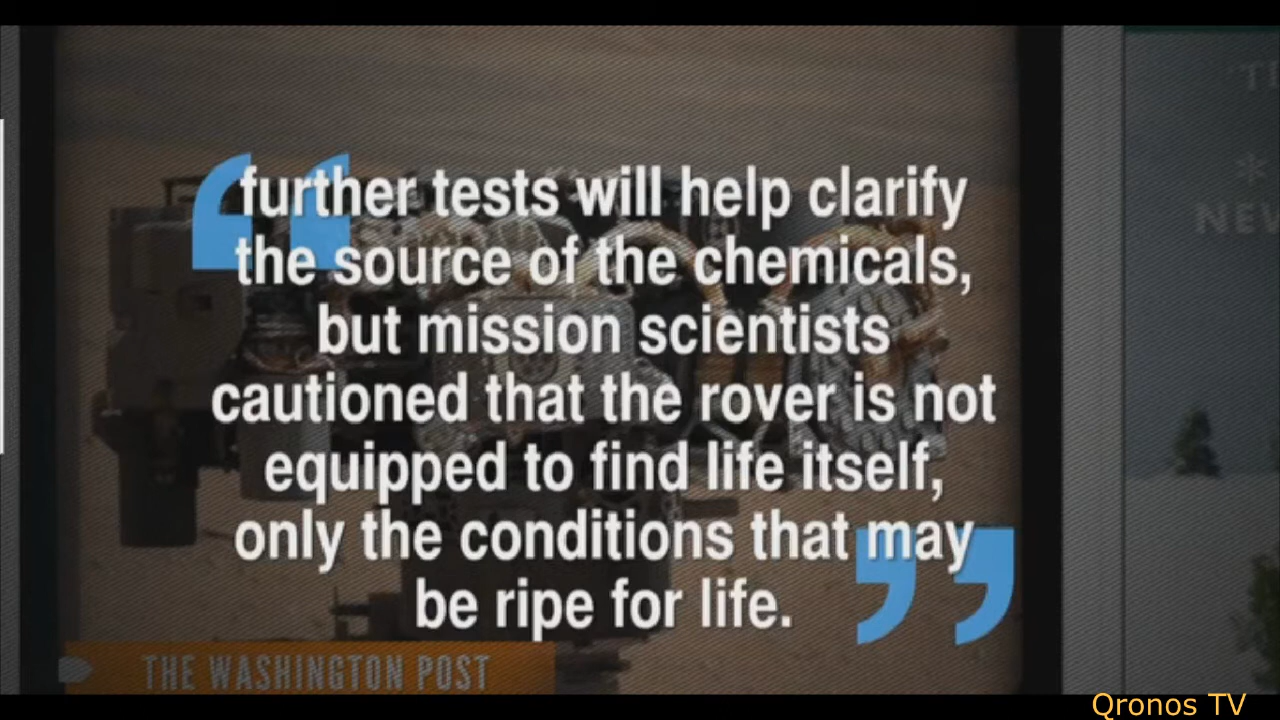 further tests will help clarify
the source of the chemicals,
but mission scientists
cautioned that the rover is not
equipped to find life itself,
only the conditions that may
be ripe for life.
THE WASHINGTON POST
Qronos TV